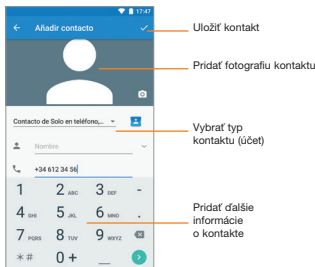 17:47
Añadir contacto
Uložiť kontakt
Pridať fotografiu kontaktu
Contacto de Solo en teléfono,...
Vybrať typ
kontaktu (účet)
Nombre
+34 612 34 56
1 2 ABC 3 DEF -
4 GHI 5 JKL 6 MNO .
7 PQRS 8 TUV 9 WXYZ
* # 0 + _
Pridať ďalšie
informácie
o kontakte